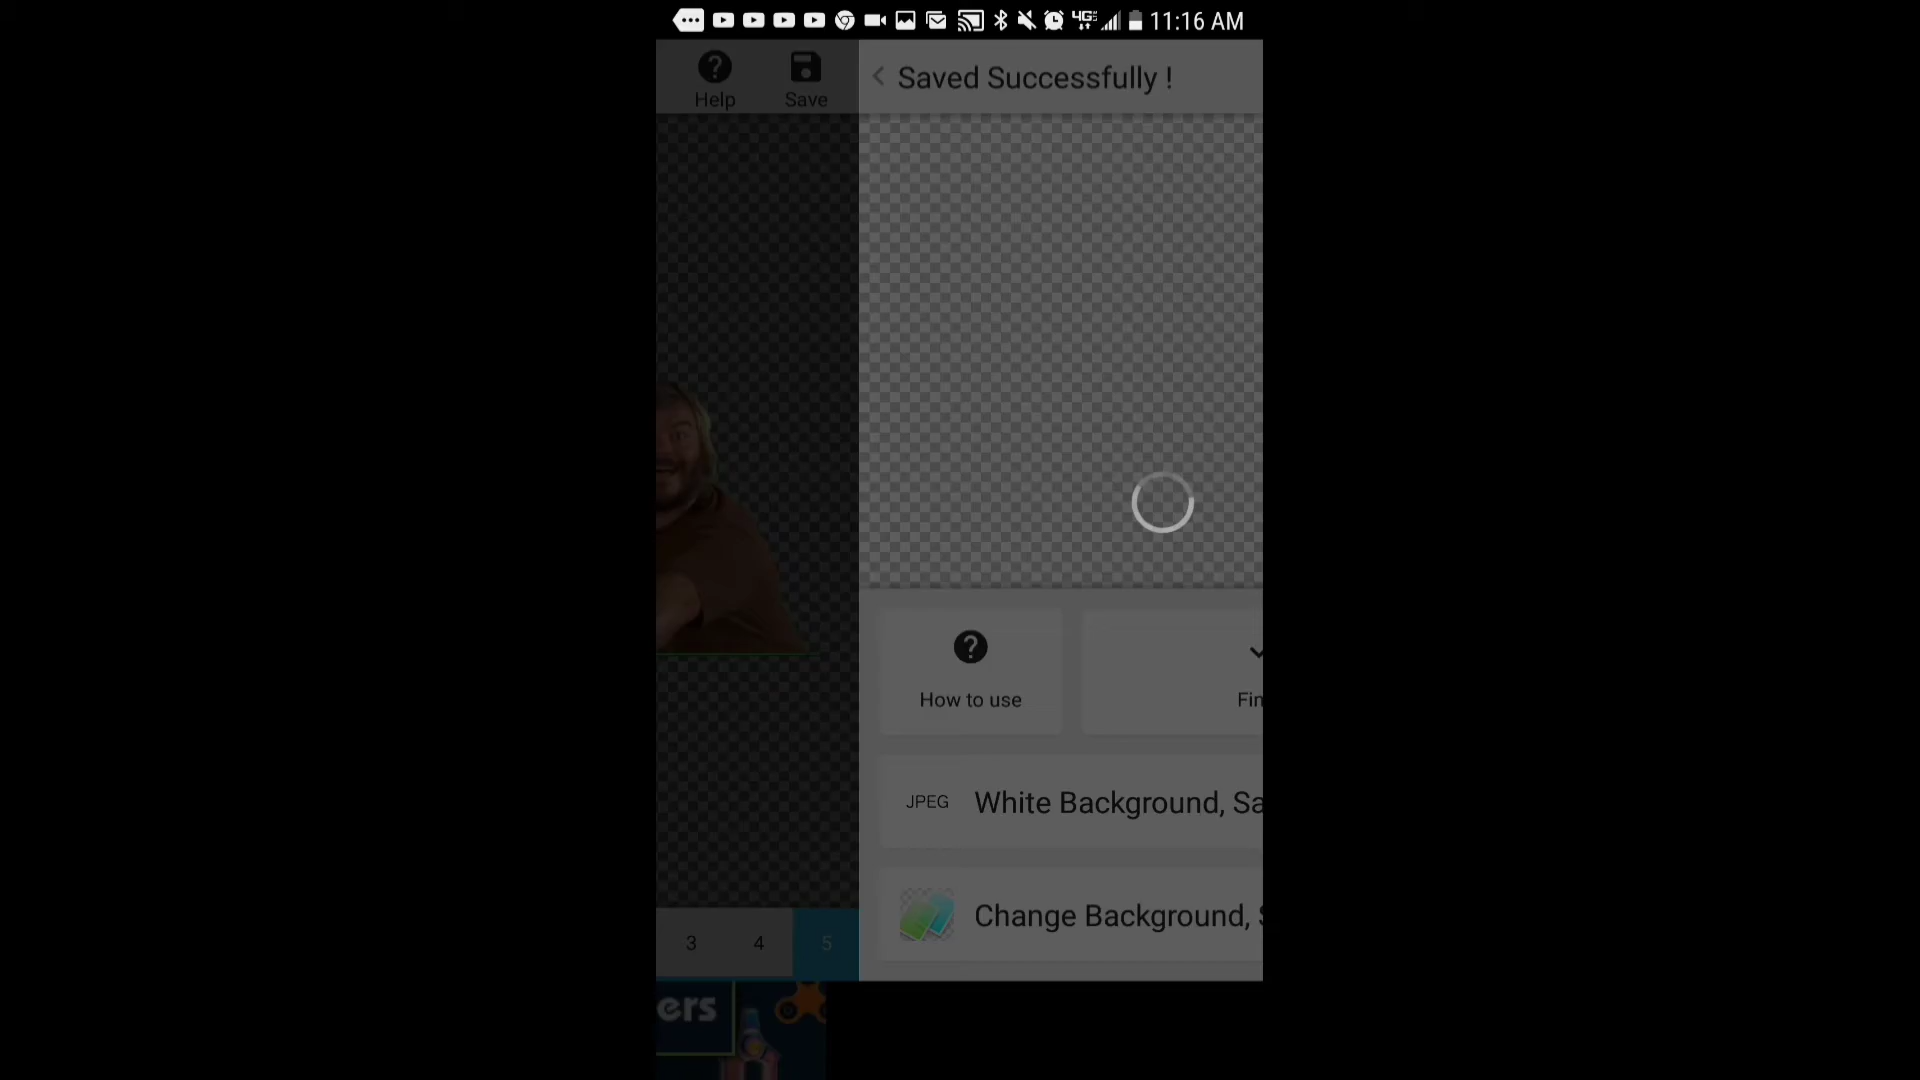 11:16 AM
Help
Save
Saved Successfully !
How to use
Fin
JPEG
White Background, Sa
Change Background, S
3
4
5
ers